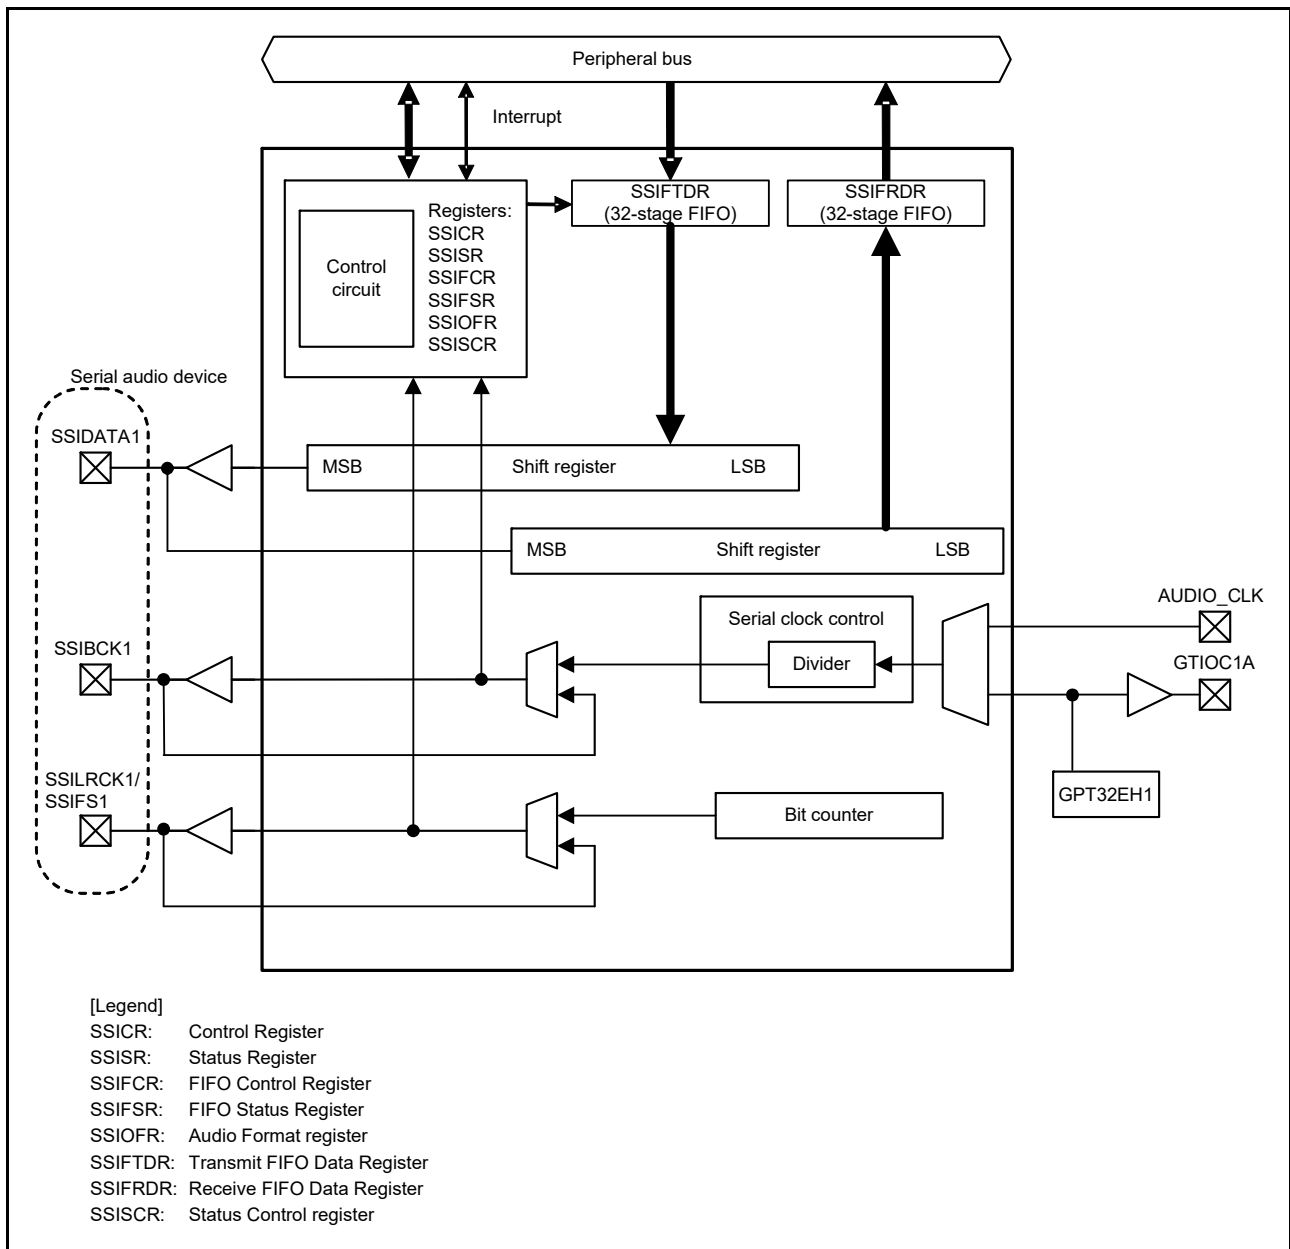 Peripheral bus
Interrupt
SSIFTDR
(32-stage FIFO)
SSIFRDR
(32-stage FIFO)
Control
circuit
Registers:
SSICR
SSISR
SSIFCR
SSIFSR
SSIOFR
SSISCR
Serial audio device
SSIDATA1
MSB Shift register LSB
MSB Shift register LSB
AUDIO_CLK
Serial clock control
Divider
SSIBCK1
GTIOC1A
SSILRCK1/
SSIFS1
Bit counter
GPT32EH1
[Legend]
SSICR: Control Register
SSISR: Status Register
SSIFCR: FIFO Control Register
SSIFSR: FIFO Status Register
SSIOFR: Audio Format register
SSIFTDR: Transmit FIFO Data Register
SSIFRDR: Receive FIFO Data Register
SSISCR: Status Control register